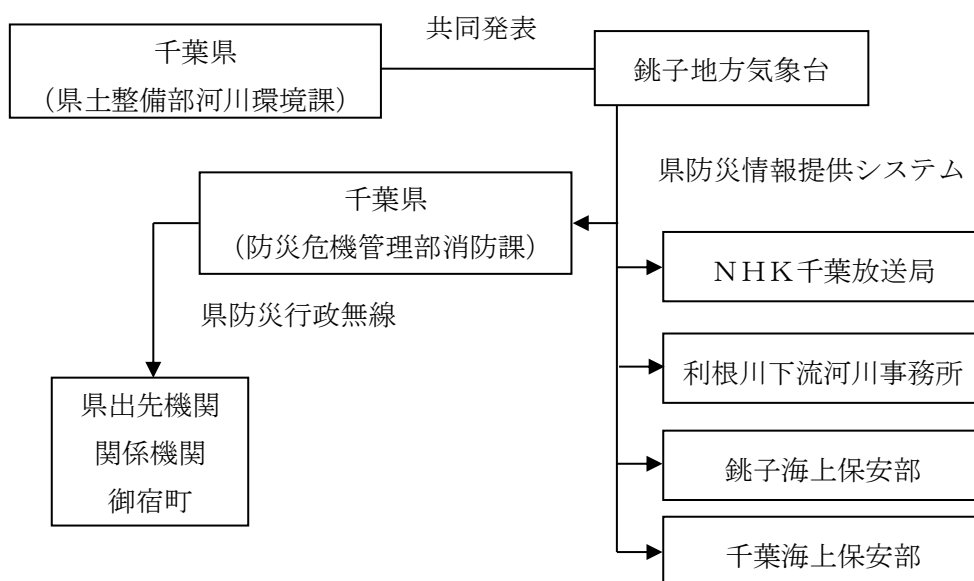 共同発表
千葉県
（県土整備部河川環境課）
銚子地方気象台
県防災情報提供システム
千葉県
（防災危機管理部消防課）
ＮＨＫ千葉放送局
県防災行政無線
利根川下流河川事務所
県出先機関
関係機関
御宿町
銚子海上保安部
千葉海上保安部